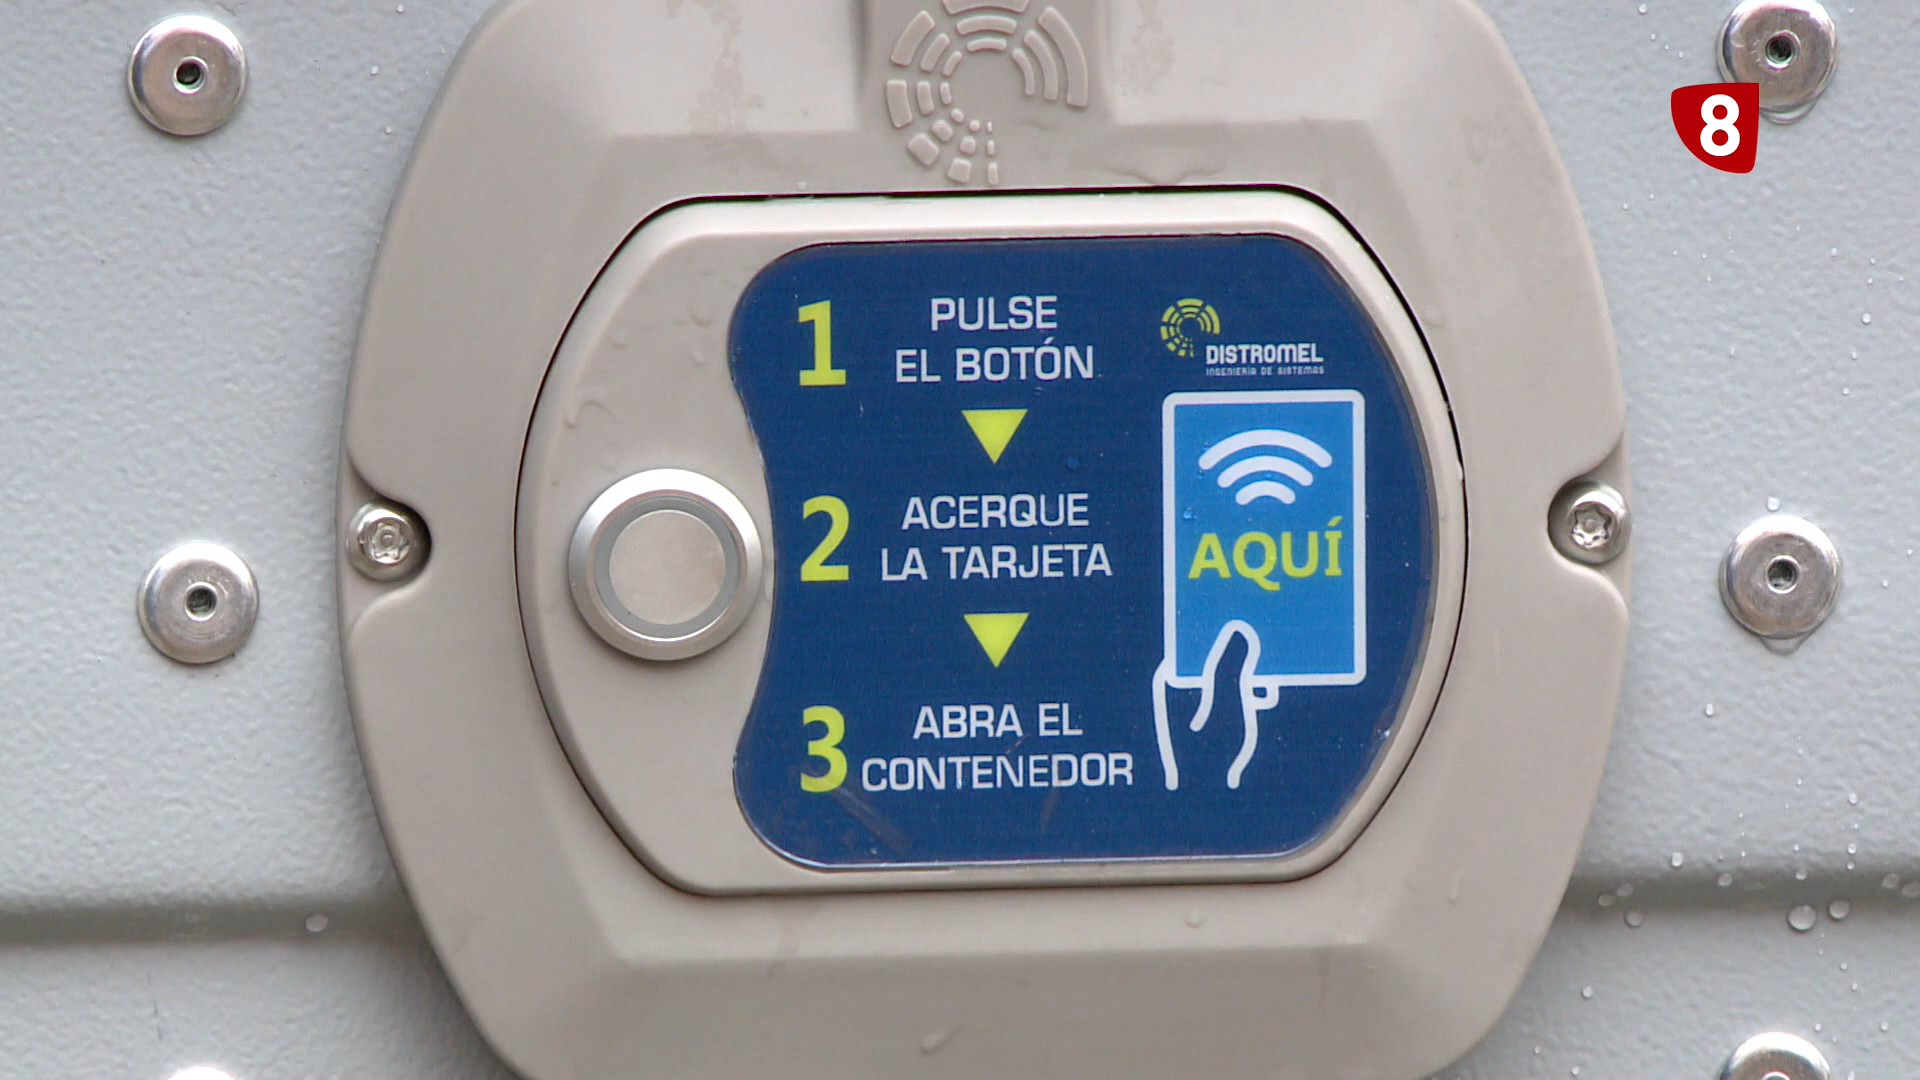 8
1
PULSE
EL BOTÓN
DISTROMEL
INGENIERÍA DE SISTEMAS
2
ACERQUE
LA TARJETA
AQUÍ
3
ABRA EL
CONTENEDOR